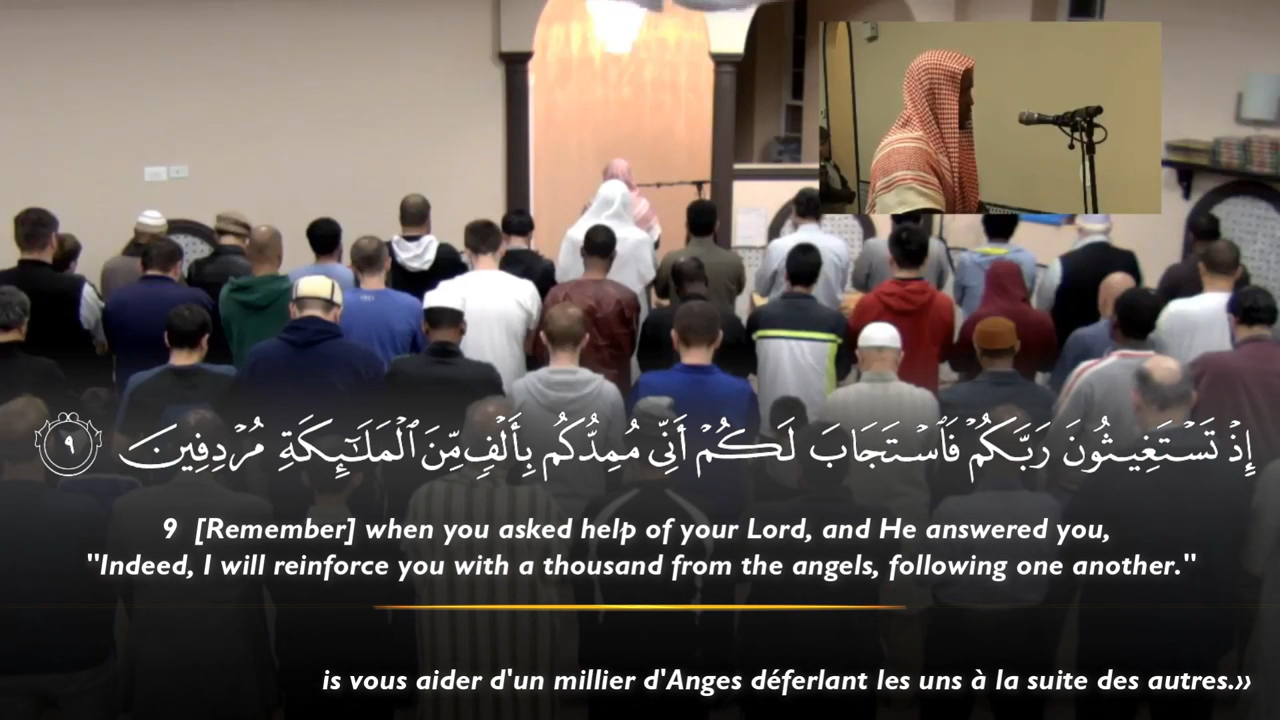 إِذْ تَسْتَغِيثُونَ رَبَّكُمْ فَٱسْتَجَابَ لَكُمْ أَنِّى مُمِدُّكُم بِأَلْفٍ مِّنَ ٱلْمَلَـٰٓئِكَةِ مُرْدِفِينَ ٩
9 [Remember] when you asked help of your Lord, and He answered you,
"Indeed, I will reinforce you with a thousand from the angels, following one another."
is vous aider d'un millier d'Anges déferlant les uns à la suite des autres.»